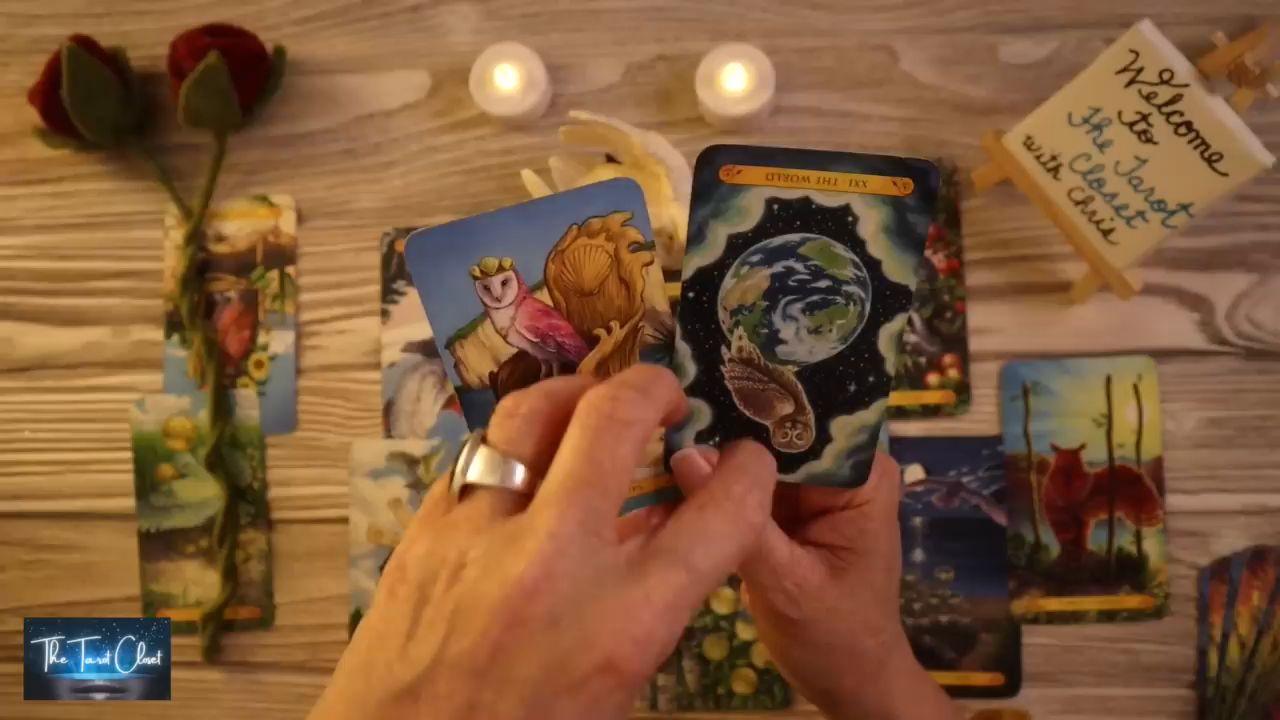 Welcome
to
The Tarot
Closet
with Chris
XXI · THE WORLD
The Tarot Closet